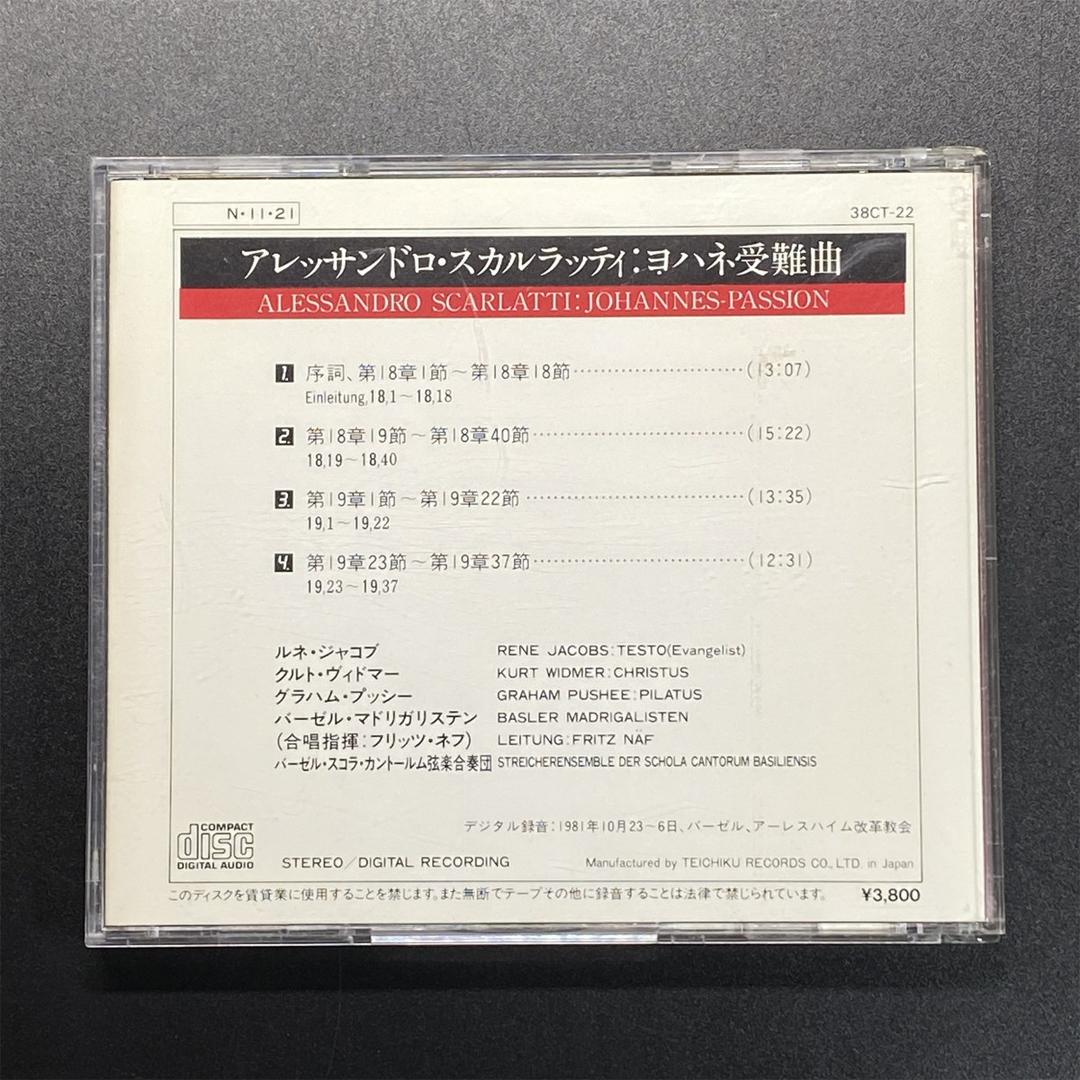 N・11・21
38CT-22
アレッサンドロ・スカルラッティ：ヨハネ受難曲
ALESSANDRO SCARLATTI:JOHANNES-PASSION
1. 序詞、第18章1節～第18章18節‥‥‥‥‥‥‥‥(13:07)
Einleitung,18,1～18,18
2. 第18章19節～第18章40節‥‥‥‥‥‥‥‥‥‥(15:22)
18,19～18,40
3. 第19章1節～第19章22節‥‥‥‥‥‥‥‥‥‥(13:35)
19,1～19,22
4. 第19章23節～第19章37節‥‥‥‥‥‥‥‥‥‥(12:31)
19,23～19,37
ルネ・ジャコブ RENE JACOBS:TESTO(Evangelist)
クルト・ヴィドマー KURT WIDMER:CHRISTUS
グラハム・プッシー GRAHAM PUSHEE:PILATUS
バーゼル・マドリガリステン BASLER MADRIGALISTEN
(合唱指揮：フリッツ・ネフ) LEITUNG:FRITZ NÄF
バーゼル・スコラ・カントールム弦楽合奏団 STREICHERENSEMBLE DER SCHOLA CANTORUM BASILIENSIS
デジタル録音：1981年10月23～6日、バーゼル、アーレスハイム改革教会
COMPACT
disc
DIGITAL AUDIO
STEREO/DIGITAL RECORDING
Manufactured by TEICHIKU RECORDS CO., LTD. in Japan
このディスクを賃貸業に使用することを禁じます。また無断でテープその他に録音することは法律で禁じられています。
¥3,800